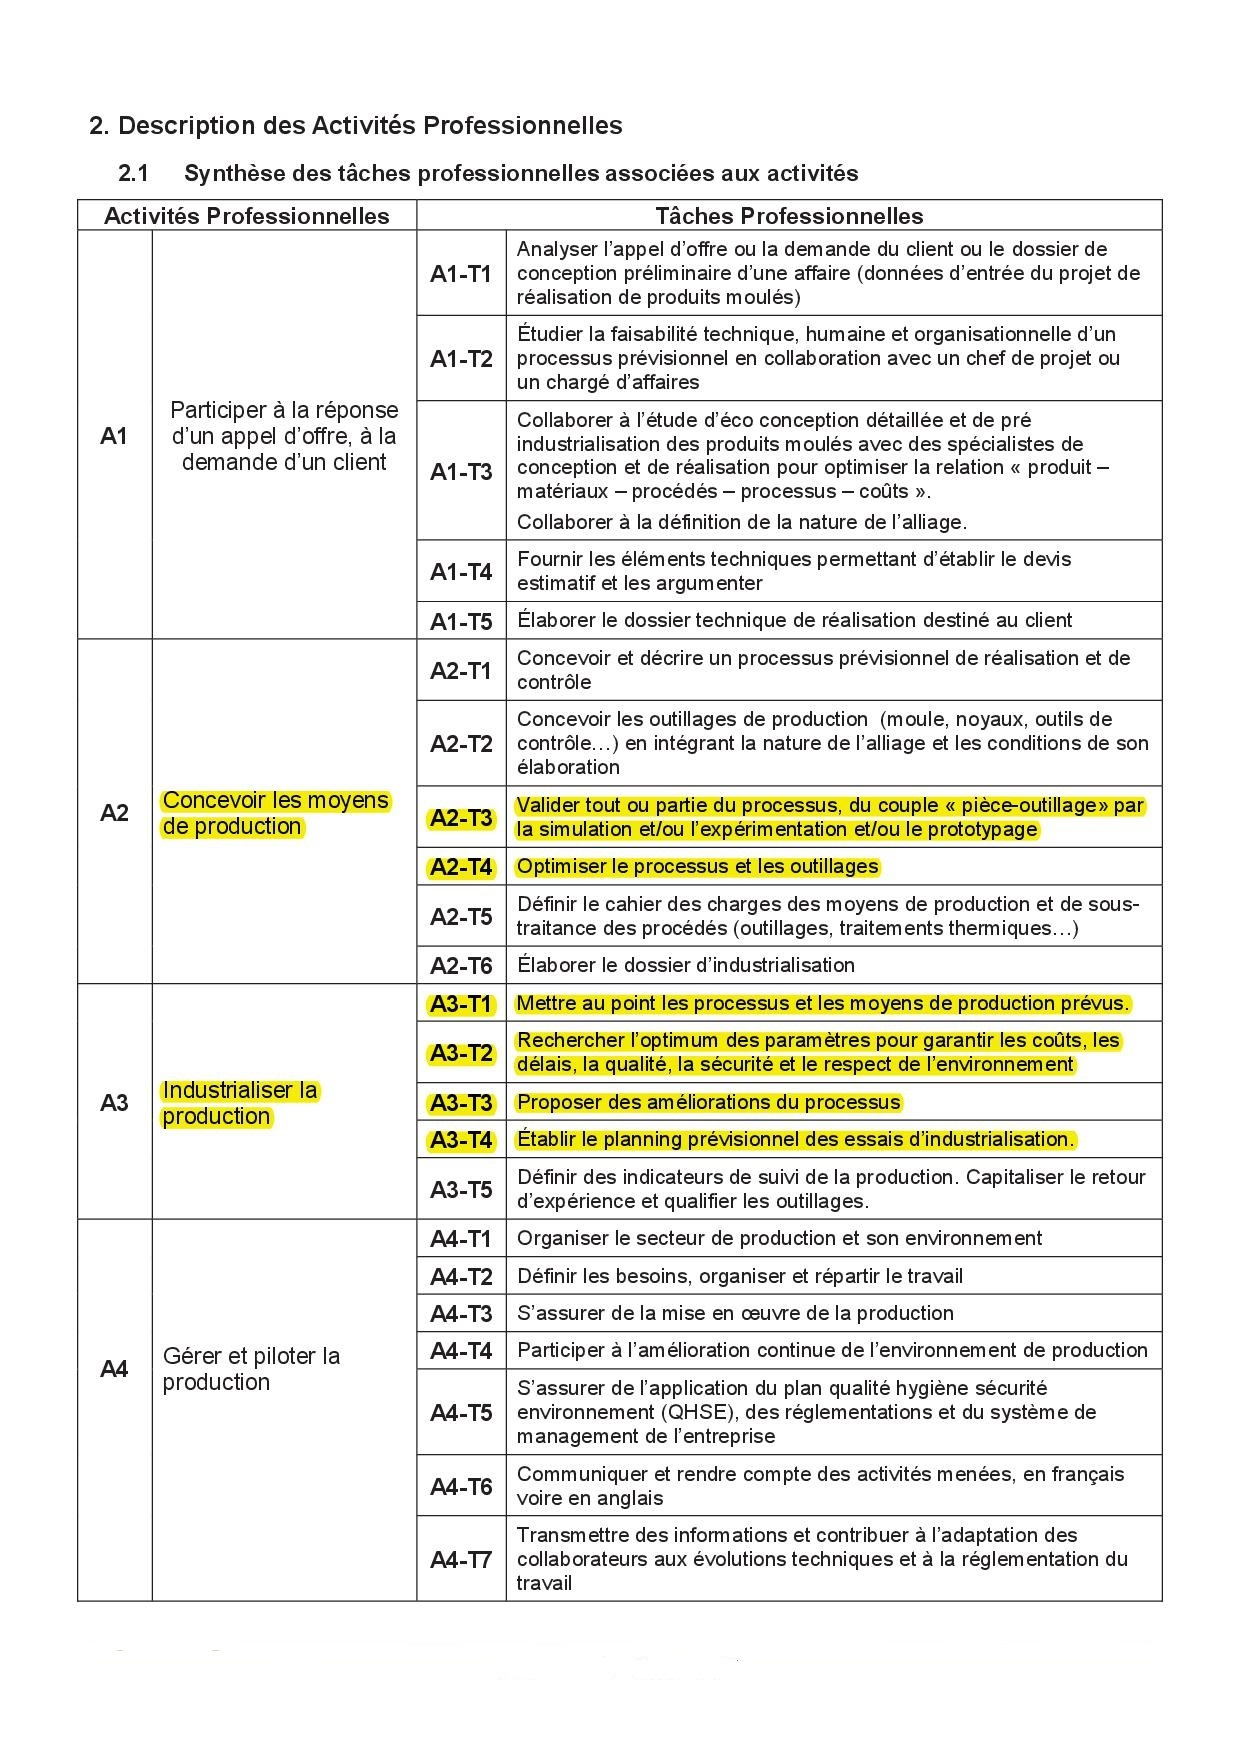 2. Description des Activités Professionnelles
2.1 Synthèse des tâches professionnelles associées aux activités
Activités Professionnelles Tâches Professionnelles
A1
Participer à la réponse
d’un appel d’offre, à la
demande d’un client
A1-T1
Analyser l’appel d’offre ou la demande du client ou le dossier de
conception préliminaire d’une affaire (données d’entrée du projet de
réalisation de produits moulés)
A1-T2
Étudier la faisabilité technique, humaine et organisationnelle d’un
processus prévisionnel en collaboration avec un chef de projet ou
un chargé d’affaires
A1-T3
Collaborer à l’étude d’éco conception détaillée et de pré
industrialisation des produits moulés avec des spécialistes de
conception et de réalisation pour optimiser la relation « produit –
matériaux – procédés – processus – coûts ».
Collaborer à la définition de la nature de l’alliage.
A1-T4
Fournir les éléments techniques permettant d’établir le devis
estimatif et les argumenter
A1-T5 Élaborer le dossier technique de réalisation destiné au client
A2
Concevoir les moyens
de production
A2-T1
Concevoir et décrire un processus prévisionnel de réalisation et de
contrôle
A2-T2
Concevoir les outillages de production (moule, noyaux, outils de
contrôle…) en intégrant la nature de l’alliage et les conditions de son
élaboration
A2-T3
Valider tout ou partie du processus, du couple « pièce-outillage» par
la simulation et/ou l’expérimentation et/ou le prototypage
A2-T4 Optimiser le processus et les outillages
A2-T5
Définir le cahier des charges des moyens de production et de sous-
traitance des procédés (outillages, traitements thermiques…)
A2-T6 Élaborer le dossier d’industrialisation
A3
Industrialiser la
production
A3-T1 Mettre au point les processus et les moyens de production prévus.
A3-T2
Rechercher l’optimum des paramètres pour garantir les coûts, les
délais, la qualité, la sécurité et le respect de l’environnement
A3-T3 Proposer des améliorations du processus
A3-T4 Établir le planning prévisionnel des essais d’industrialisation.
A3-T5
Définir des indicateurs de suivi de la production. Capitaliser le retour
d’expérience et qualifier les outillages.
A4
Gérer et piloter la
production
A4-T1 Organiser le secteur de production et son environnement
A4-T2 Définir les besoins, organiser et répartir le travail
A4-T3 S’assurer de la mise en œuvre de la production
A4-T4 Participer à l’amélioration continue de l’environnement de production
A4-T5
S’assurer de l’application du plan qualité hygiène sécurité
environnement (QHSE), des réglementations et du système de
management de l’entreprise
A4-T6
Communiquer et rendre compte des activités menées, en français
voire en anglais
A4-T7
Transmettre des informations et contribuer à l’adaptation des
collaborateurs aux évolutions techniques et à la réglementation du
travail